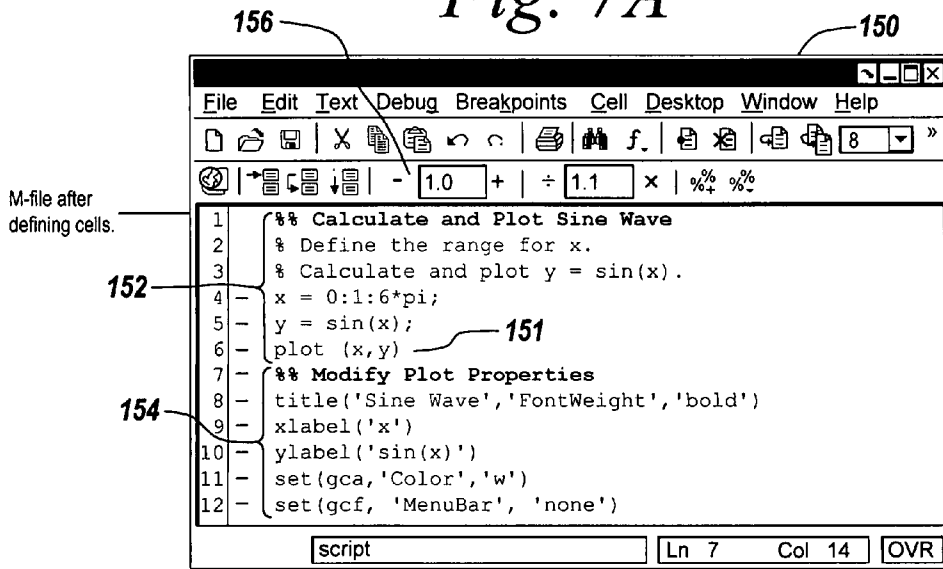 Fig. 7A
156
150
File Edit Text Debug Breakpoints Cell Desktop Window Help
8 »
- 1.0 + ÷ 1.1 ×
M-file after
defining cells.
1 %% Calculate and Plot Sine Wave
2 % Define the range for x.
3 % Calculate and plot y = sin(x).
152
4 - x = 0:1:6*pi;
5 - y = sin(x);
151
6 - plot (x,y)
7 - %% Modify Plot Properties
8 - title('Sine Wave','FontWeight','bold')
154
9 - xlabel('x')
10 - ylabel('sin(x)')
11 - set(gca,'Color','w')
12 - set(gcf, 'MenuBar', 'none')
script Ln 7 Col 14 OVR